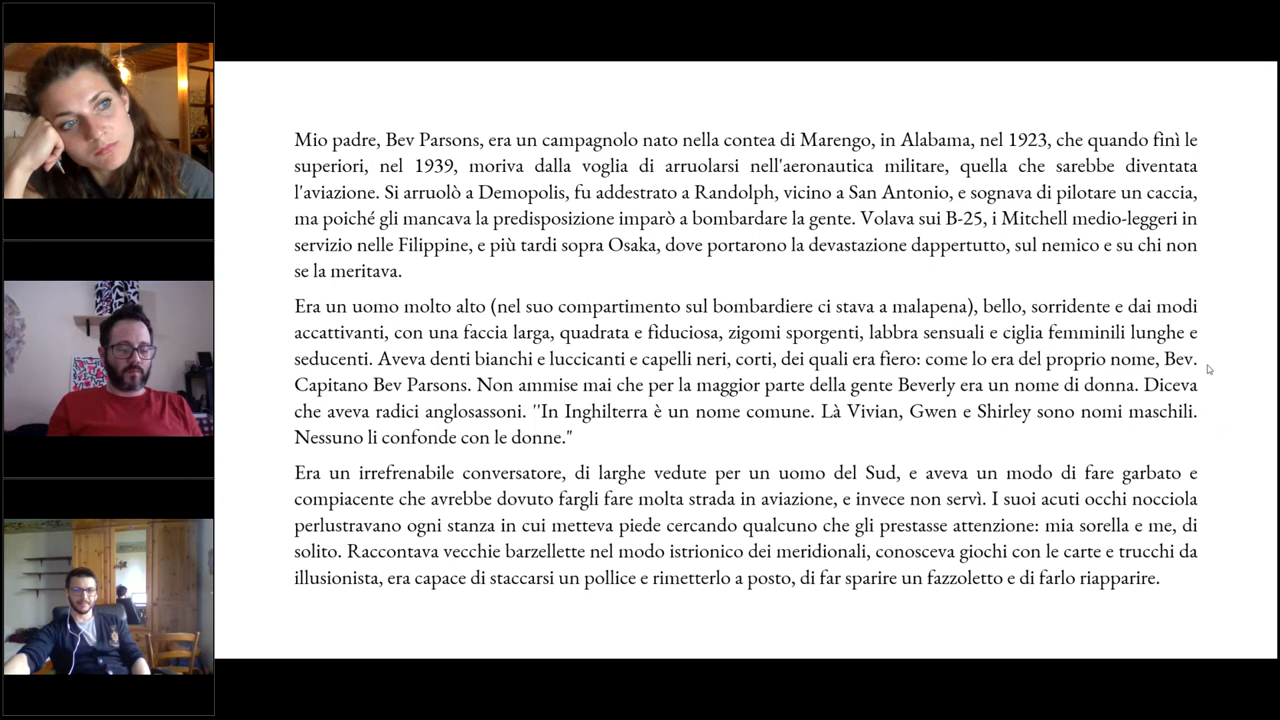 Mio padre, Bev Parsons, era un campagnolo nato nella contea di Marengo, in Alabama, nel 1923, che quando finì le
superiori, nel 1939, moriva dalla voglia di arruolarsi nell'aeronautica militare, quella che sarebbe diventata
l'aviazione. Si arruolò a Demopolis, fu addestrato a Randolph, vicino a San Antonio, e sognava di pilotare un caccia,
ma poiché gli mancava la predisposizione imparò a bombardare la gente. Volava sui B-25, i Mitchell medio-leggeri in
servizio nelle Filippine, e più tardi sopra Osaka, dove portarono la devastazione dappertutto, sul nemico e su chi non
se la meritava.
Era un uomo molto alto (nel suo compartimento sul bombardiere ci stava a malapena), bello, sorridente e dai modi
accattivanti, con una faccia larga, quadrata e fiduciosa, zigomi sporgenti, labbra sensuali e ciglia femminili lunghe e
seducenti. Aveva denti bianchi e luccicanti e capelli neri, corti, dei quali era fiero: come lo era del proprio nome, Bev.
Capitano Bev Parsons. Non ammise mai che per la maggior parte della gente Beverly era un nome di donna. Diceva
che aveva radici anglosassoni. ''In Inghilterra è un nome comune. Là Vivian, Gwen e Shirley sono nomi maschili.
Nessuno li confonde con le donne."
Era un irrefrenabile conversatore, di larghe vedute per un uomo del Sud, e aveva un modo di fare garbato e
compiacente che avrebbe dovuto fargli fare molta strada in aviazione, e invece non servì. I suoi acuti occhi nocciola
perlustravano ogni stanza in cui metteva piede cercando qualcuno che gli prestasse attenzione: mia sorella e me, di
solito. Raccontava vecchie barzellette nel modo istrionico dei meridionali, conosceva giochi con le carte e trucchi da
illusionista, era capace di staccarsi un pollice e rimetterlo a posto, di far sparire un fazzoletto e di farlo riapparire.